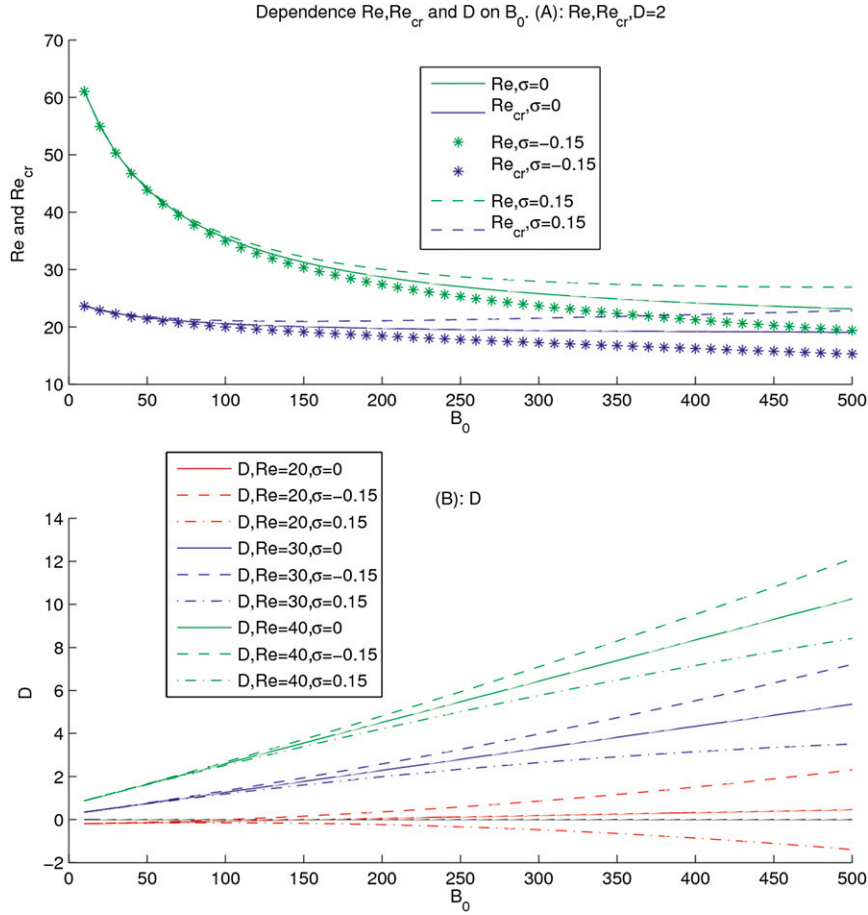 Dependence Re,Re_cr and D on B_0. (A): Re,Re_cr,D=2
70
60
50
40
30
20
10
Re and Re_cr
Re,σ=0
Re_cr,σ=0
Re,σ=-0.15
Re_cr,σ=-0.15
Re,σ=0.15
Re_cr,σ=0.15
0 50 100 150 200 250 300 350 400 450 500
B_0
(B): D
D,Re=20,σ=0
D,Re=20,σ=-0.15
D,Re=20,σ=0.15
D,Re=30,σ=0
D,Re=30,σ=-0.15
D,Re=30,σ=0.15
D,Re=40,σ=0
D,Re=40,σ=-0.15
D,Re=40,σ=0.15
14
12
10
8
6
4
2
0
-2
D
0 50 100 150 200 250 300 350 400 450 500
B_0